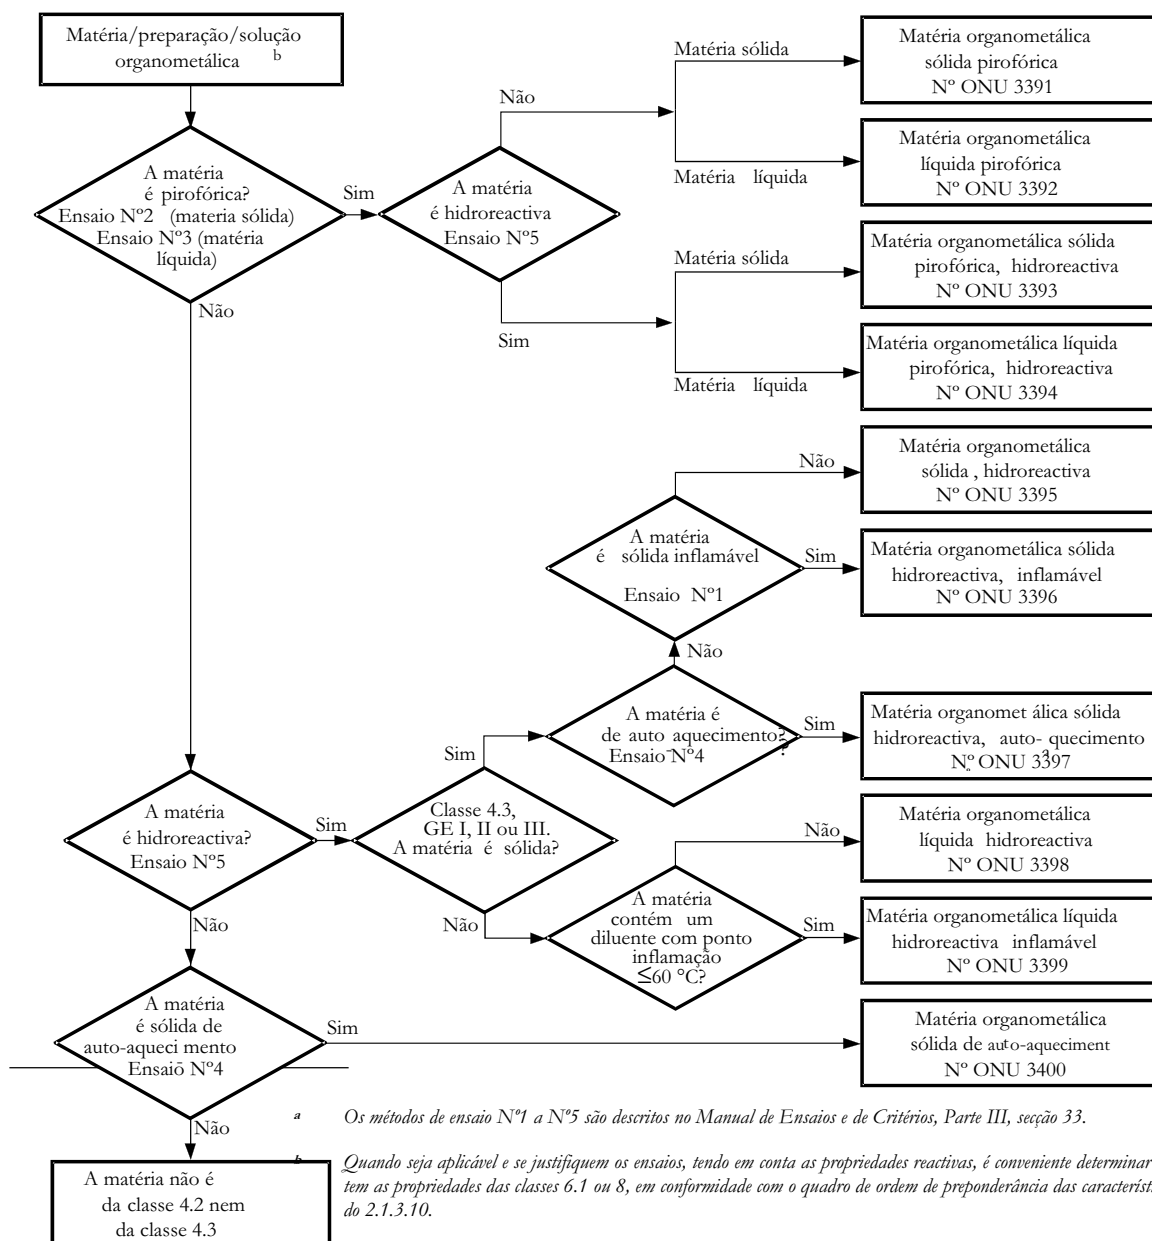 Matéria/preparação/solução
organometálica b
A matéria
é pirofórica?
Ensaio Nº2 (materia sólida)
Ensaio Nº3 (matéria
líquida)
Sim
Não
A matéria
é hidroreactiva
Ensaio Nº5
Não
Sim
Matéria sólida
Matéria líquida
Matéria sólida
Matéria líquida
Matéria organometálica
sólida pirofórica
Nº ONU 3391
Matéria organometálica
líquida pirofórica
Nº ONU 3392
Matéria organometálica sólida
pirofórica, hidroreactiva
Nº ONU 3393
Matéria organometálica líquida
pirofórica, hidroreactiva
Nº ONU 3394
Não
Matéria organometálica
sólida , hidroreactiva
Nº ONU 3395
A matéria
é sólida inflamável
Ensaio Nº1
Sim
Matéria organometálica sólida
hidroreactiva, inflamável
Nº ONU 3396
Não
A matéria é
de auto aquecimento?
Ensaio Nº4
Sim
Matéria organomet álica sólida
hidroreactiva, auto- quecimento
Nº ONU 3397
A matéria
é hidroreactiva?
Ensaio Nº5
Sim
Não
Sim
Classe 4.3,
GE I, II ou III.
A matéria é sólida?
Não
Não
Matéria organometálica
líquida hidroreactiva
Nº ONU 3398
A matéria
contém um
diluente com ponto
inflamação
≤60 °C?
Sim
Matéria organometálica líquida
hidroreactiva inflamável
Nº ONU 3399
A matéria
é sólida de
auto-aqueci mento
Ensaio Nº4
Sim
Matéria organometálica
sólida de auto-aqueciment
Nº ONU 3400
Não
A matéria não é
da classe 4.2 nem
da classe 4.3
a Os métodos de ensaio Nº1 a Nº5 são descritos no Manual de Ensaios e de Critérios, Parte III, secção 33.
b Quando seja aplicável e se justifiquem os ensaios, tendo em conta as propriedades reactivas, é conveniente determinar
tem as propriedades das classes 6.1 ou 8, em conformidade com o quadro de ordem de preponderância das característ
do 2.1.3.10.